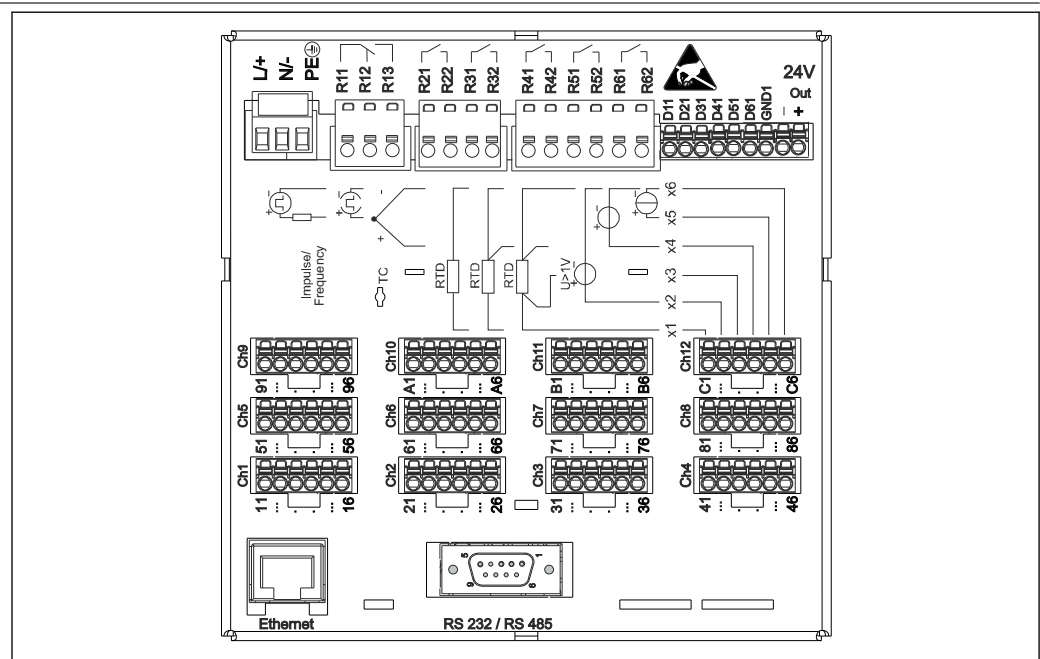 L/+ N/- PE
R11 R12 R13
R21 R22 R31 R32
R41 R42 R51 R52 R61 R62
24V
Out
D11 D21 D31 D41 D51 D61 GND1 - +
- + - + - +
Impulse/
Frequency
TC
RTD
RTD
RTD
U>1V
- +
- +
- +
x6
x5
x4
x3
x2
x1
Ch9 91 ... . . ... 96
Ch10 A1 ... . . ... A6
Ch11 B1 ... . . ... B6
Ch12 C1 ... . . ... C6
Ch5 51 ... . . ... 56
Ch6 61 ... . . ... 66
Ch7 71 ... . . ... 76
Ch8 81 ... . . ... 86
Ch1 11 ... . . ... 16
Ch2 21 ... . . ... 26
Ch3 31 ... . . ... 36
Ch4 41 ... . . ... 46
5 1
9 6
Ethernet
RS 232 / RS 485